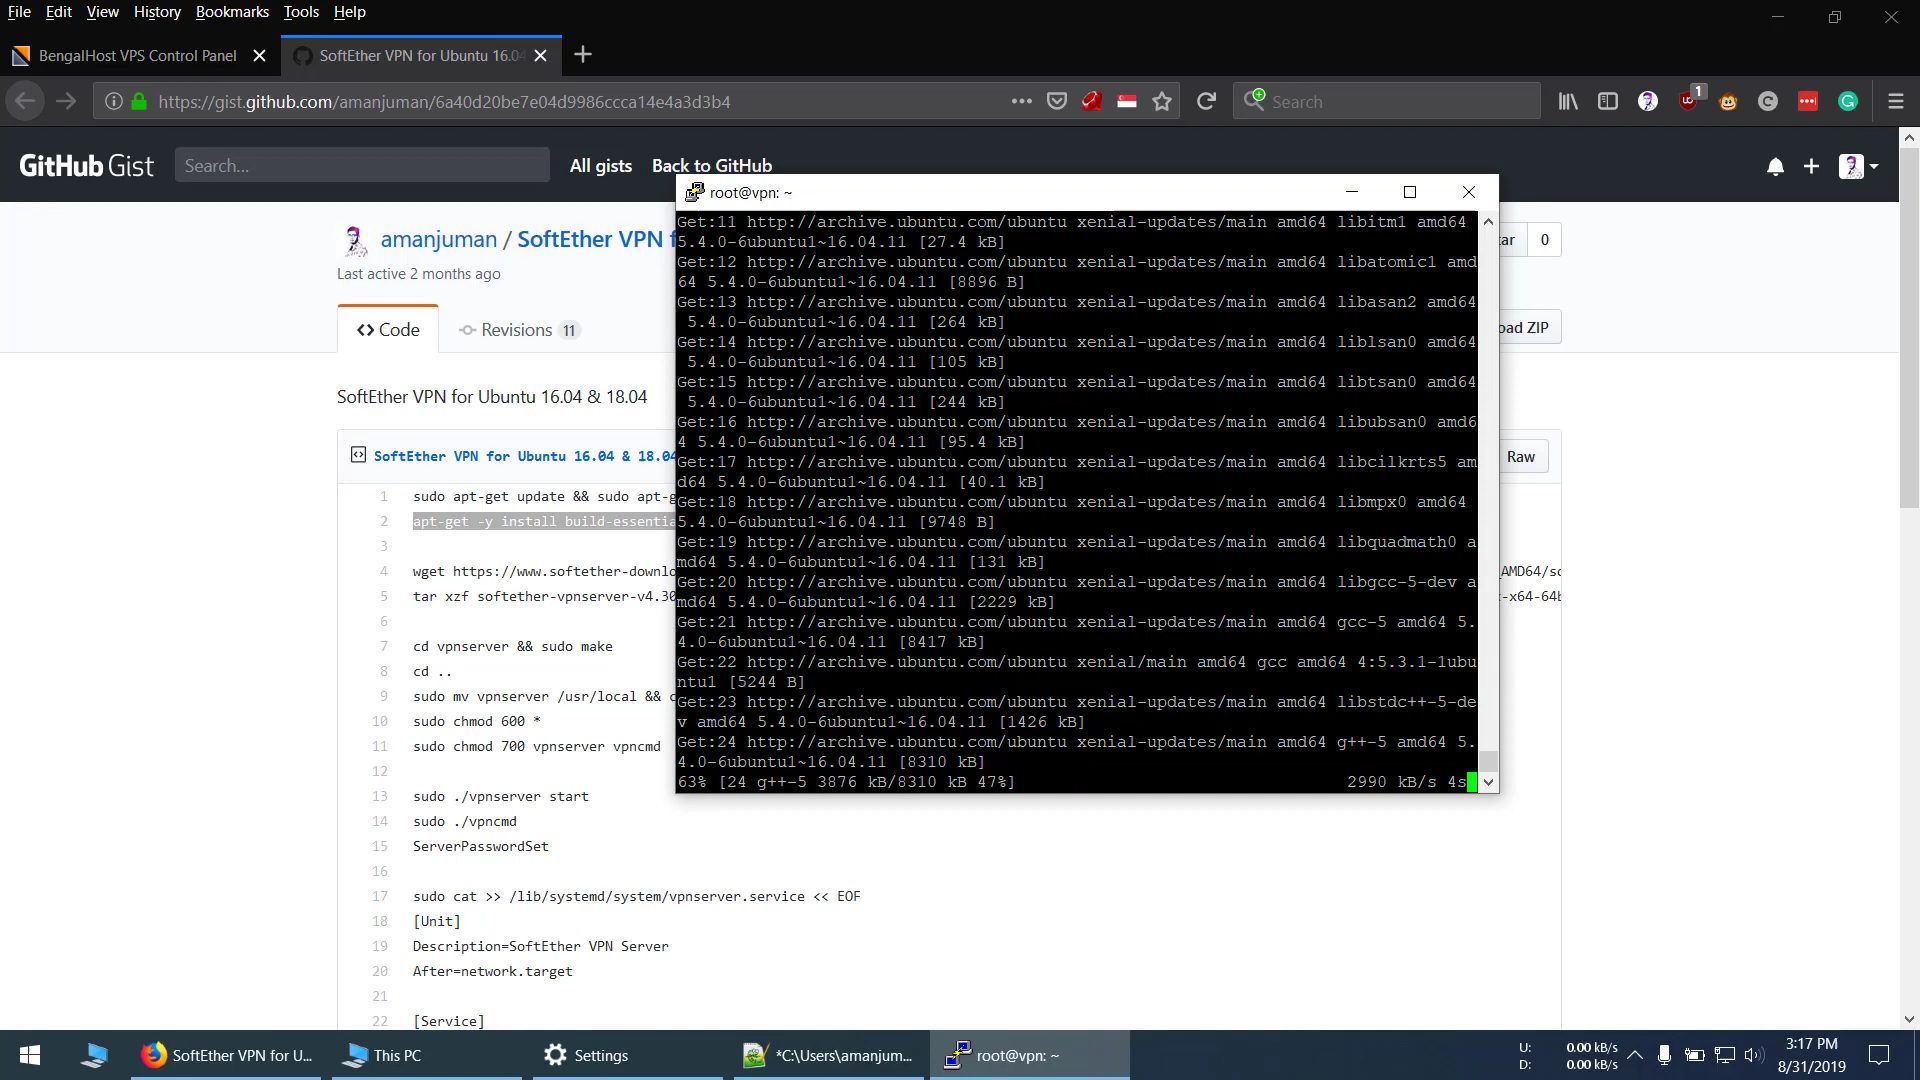 File Edit View History Bookmarks Tools Help
BengalHost VPS Control Panel
SoftEther VPN for Ubuntu 16.04
https://gist.github.com/amanjuman/6a40d20be7e04d9986ccca14e4a3d3b4
Search
1
GitHub Gist
Search...
All gists
Back to GitHub
amanjuman / SoftEther VPN f
Last active 2 months ago
tar 0
Code
Revisions 11
oad ZIP
SoftEther VPN for Ubuntu 16.04 & 18.04
SoftEther VPN for Ubuntu 16.04 & 18.04
Raw
1 sudo apt-get update && sudo apt-g
2 apt-get -y install build-essentia
3
4 wget https://www.softether-downlo
_AMD64/so
5 tar xzf softether-vpnserver-v4.30
x-x64-64b
6
7 cd vpnserver && sudo make
8 cd ..
9 sudo mv vpnserver /usr/local && c
10 sudo chmod 600 *
11 sudo chmod 700 vpnserver vpncmd
12
13 sudo ./vpnserver start
14 sudo ./vpncmd
15 ServerPasswordSet
16
17 sudo cat >> /lib/systemd/system/vpnserver.service << EOF
18 [Unit]
19 Description=SoftEther VPN Server
20 After=network.target
21
22 [Service]
root@vpn: ~
Get:11 http://archive.ubuntu.com/ubuntu xenial-updates/main amd64 libitm1 amd64
5.4.0-6ubuntu1~16.04.11 [27.4 kB]
Get:12 http://archive.ubuntu.com/ubuntu xenial-updates/main amd64 libatomic1 amd
64 5.4.0-6ubuntu1~16.04.11 [8896 B]
Get:13 http://archive.ubuntu.com/ubuntu xenial-updates/main amd64 libasan2 amd64
5.4.0-6ubuntu1~16.04.11 [264 kB]
Get:14 http://archive.ubuntu.com/ubuntu xenial-updates/main amd64 liblsan0 amd64
5.4.0-6ubuntu1~16.04.11 [105 kB]
Get:15 http://archive.ubuntu.com/ubuntu xenial-updates/main amd64 libtsan0 amd64
5.4.0-6ubuntu1~16.04.11 [244 kB]
Get:16 http://archive.ubuntu.com/ubuntu xenial-updates/main amd64 libubsan0 amd6
4 5.4.0-6ubuntu1~16.04.11 [95.4 kB]
Get:17 http://archive.ubuntu.com/ubuntu xenial-updates/main amd64 libcilkrts5 am
d64 5.4.0-6ubuntu1~16.04.11 [40.1 kB]
Get:18 http://archive.ubuntu.com/ubuntu xenial-updates/main amd64 libmpx0 amd64
5.4.0-6ubuntu1~16.04.11 [9748 B]
Get:19 http://archive.ubuntu.com/ubuntu xenial-updates/main amd64 libquadmath0 a
md64 5.4.0-6ubuntu1~16.04.11 [131 kB]
Get:20 http://archive.ubuntu.com/ubuntu xenial-updates/main amd64 libgcc-5-dev a
md64 5.4.0-6ubuntu1~16.04.11 [2229 kB]
Get:21 http://archive.ubuntu.com/ubuntu xenial-updates/main amd64 gcc-5 amd64 5.
4.0-6ubuntu1~16.04.11 [8417 kB]
Get:22 http://archive.ubuntu.com/ubuntu xenial/main amd64 gcc amd64 4:5.3.1-1ubu
ntu1 [5244 B]
Get:23 http://archive.ubuntu.com/ubuntu xenial-updates/main amd64 libstdc++-5-de
v amd64 5.4.0-6ubuntu1~16.04.11 [1426 kB]
Get:24 http://archive.ubuntu.com/ubuntu xenial-updates/main amd64 g++-5 amd64 5.
4.0-6ubuntu1~16.04.11 [8310 kB]
63% [24 g++-5 3876 kB/8310 kB 47%] 2990 kB/s 4s
SoftEther VPN for U...
This PC
Settings
*C:\Users\amanjum...
root@vpn: ~
U: 0.00 kB/s
D: 0.00 kB/s
3:17 PM
8/31/2019